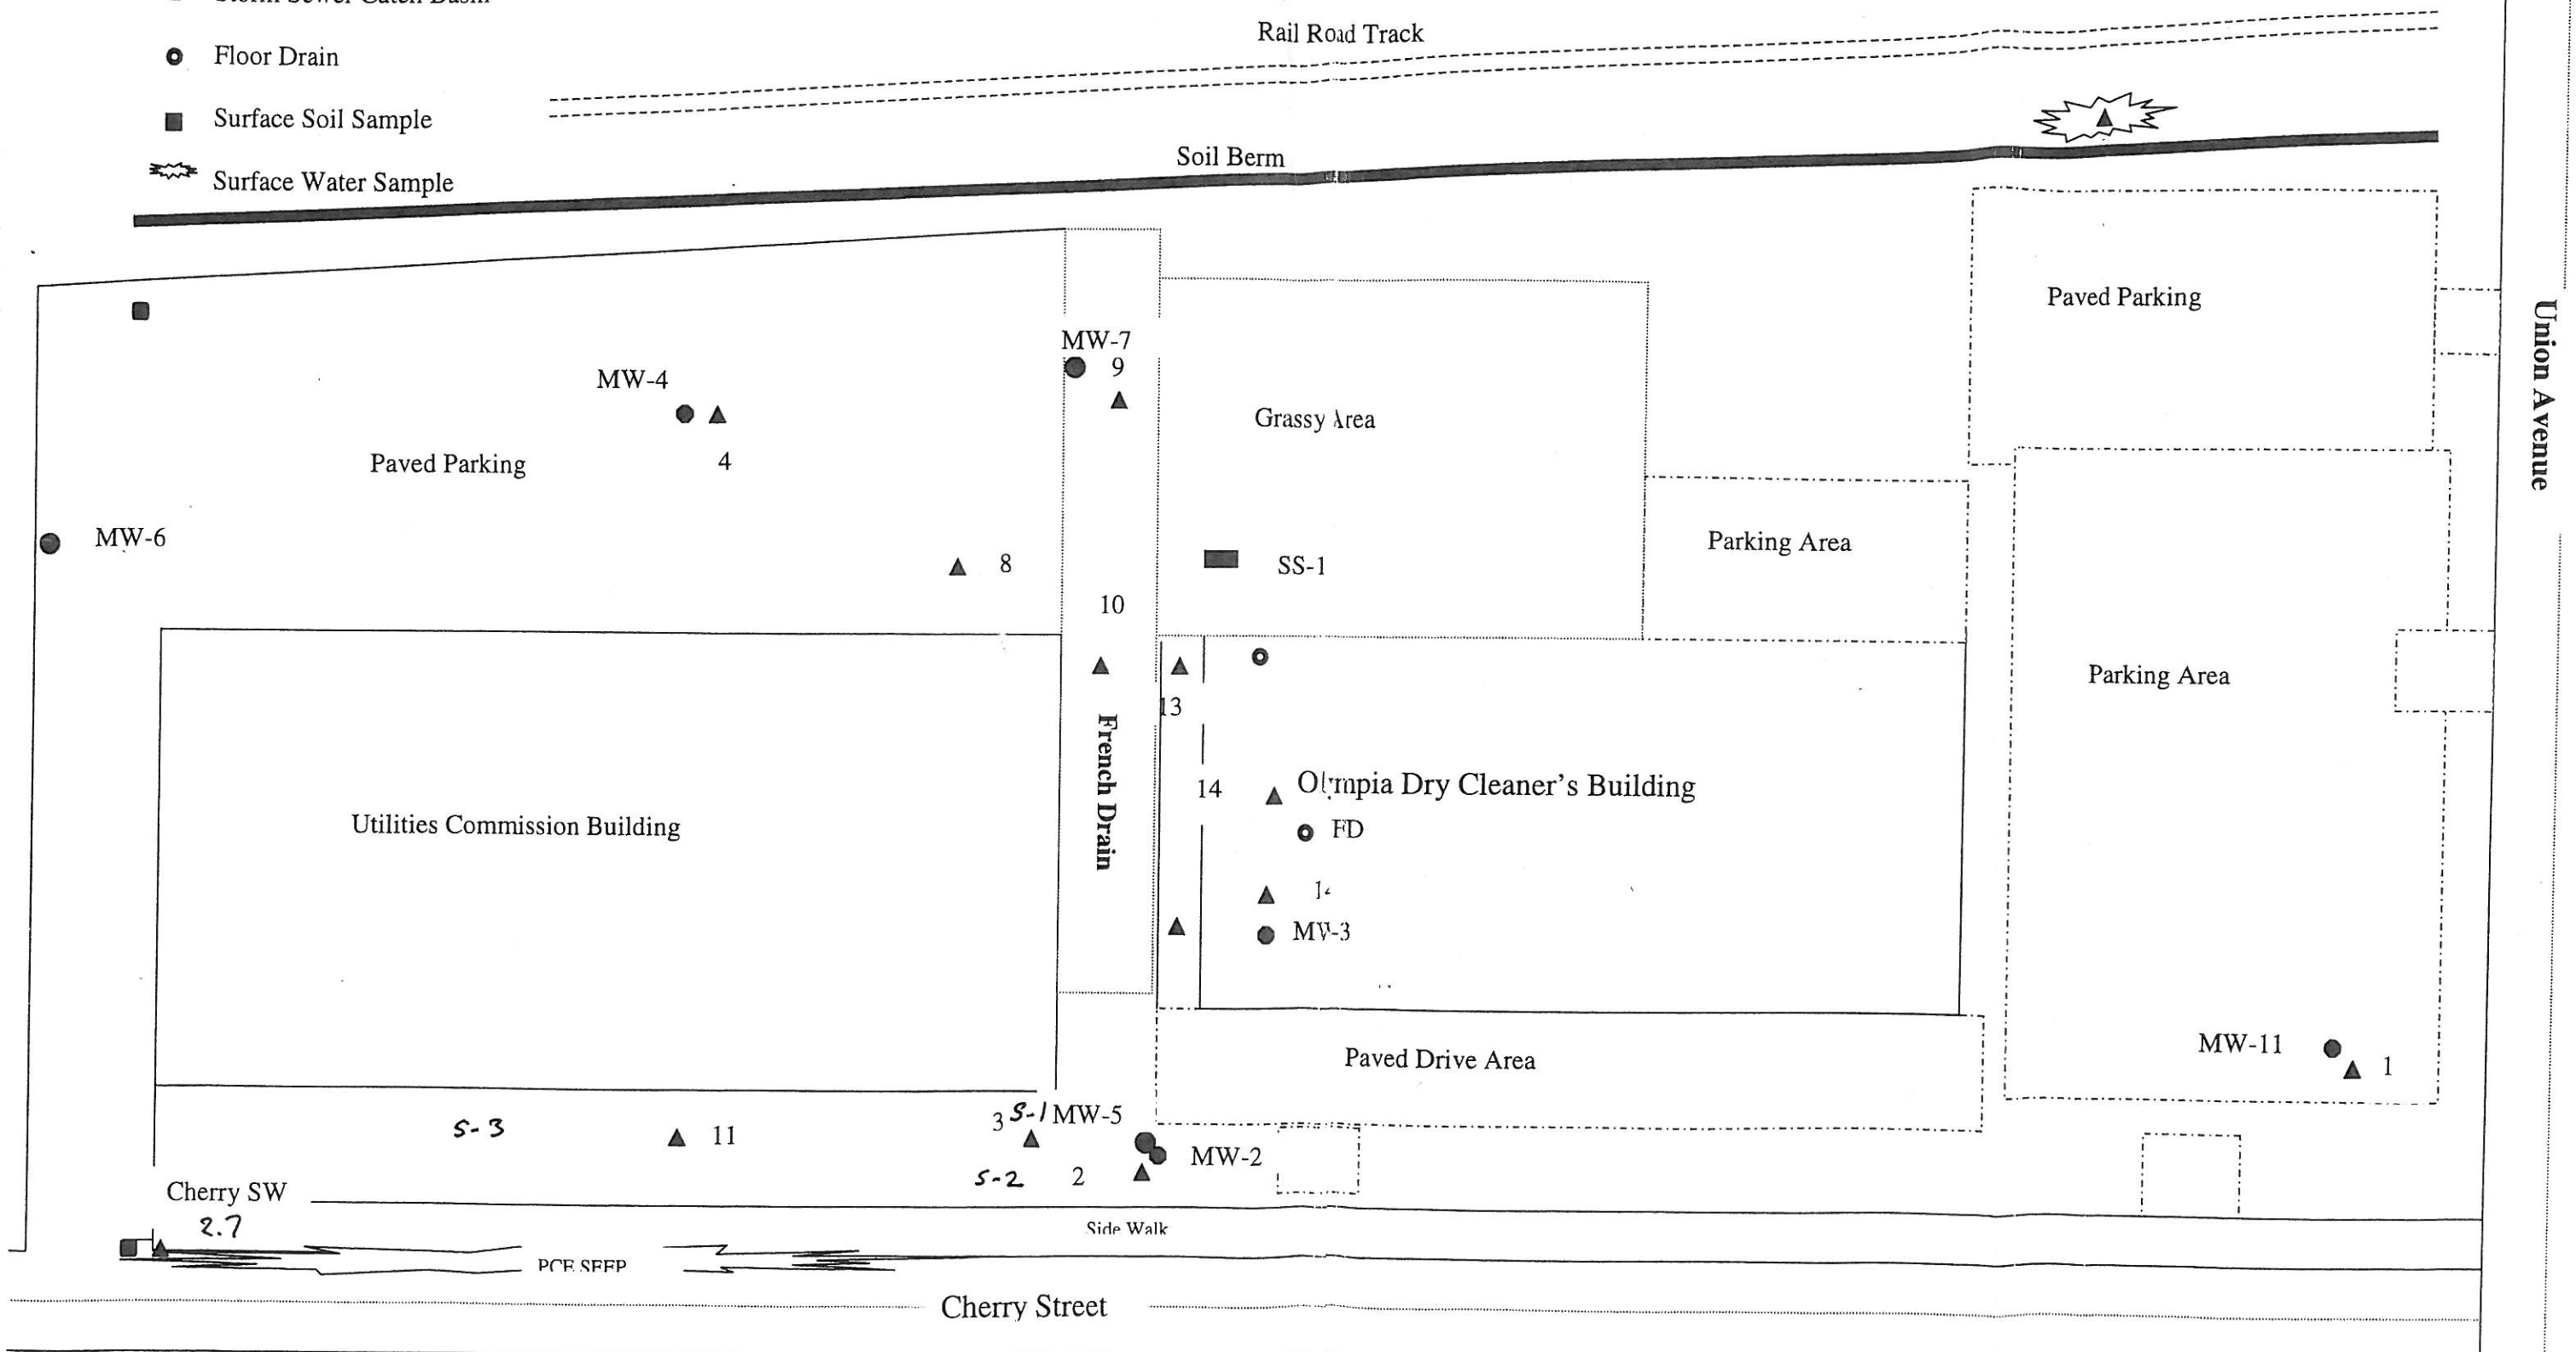 Rail Road Track
Floor Drain
Surface Soil Sample
Soil Berm
Surface Water Sample
Paved Parking
Union Avenue
MW-7
9
MW-4
Grassy Area
4
Paved Parking
MW-6
Parking Area
8
SS-1
10
Parking Area
13
French Drain
14
Olympia Dry Cleaner's Building
Utilities Commission Building
FD
MW-3
MW-11
1
Paved Drive Area
3 S-1 MW-5
S-3
11
MW-2
S-2
2
Cherry SW
2.7
Side Walk
PCE SEEP
Cherry Street